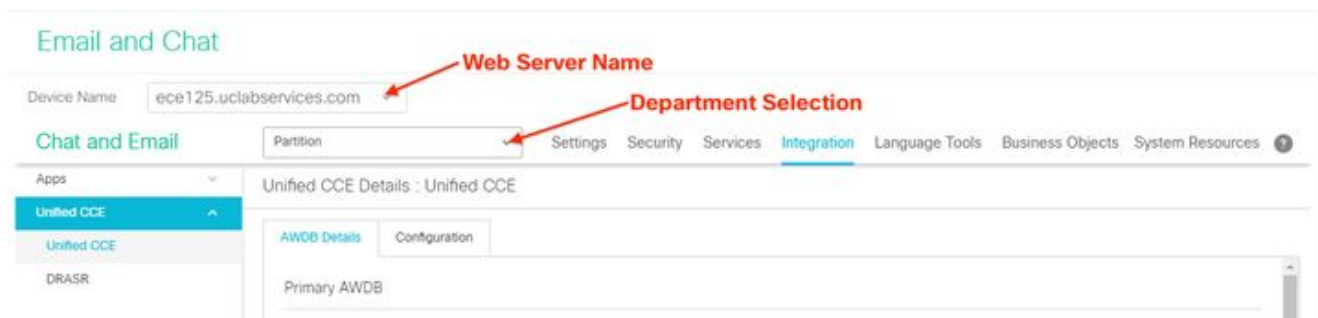 Email and Chat
Web Server Name
Device Name ece125.uclabservices.com
Department Selection
Chat and Email Partition Settings Security Services Integration Language Tools Business Objects System Resources ?
Apps Unified CCE Details : Unified CCE
Unified CCE
Unified CCE AWDB Details Configuration
DRASR Primary AWDB